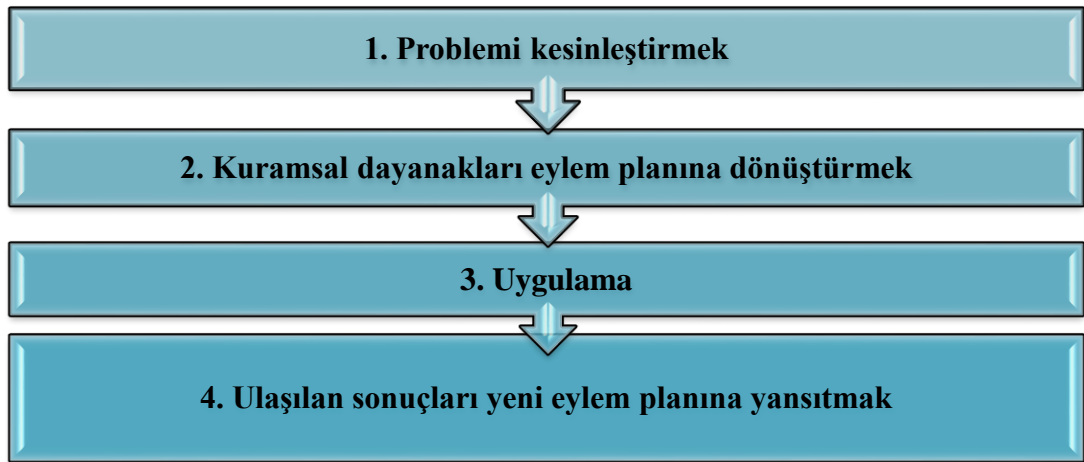 1. Problemi kesinleştirmek
2. Kuramsal dayanakları eylem planına dönüştürmek
3. Uygulama
4. Ulaşılan sonuçları yeni eylem planına yansıtmak